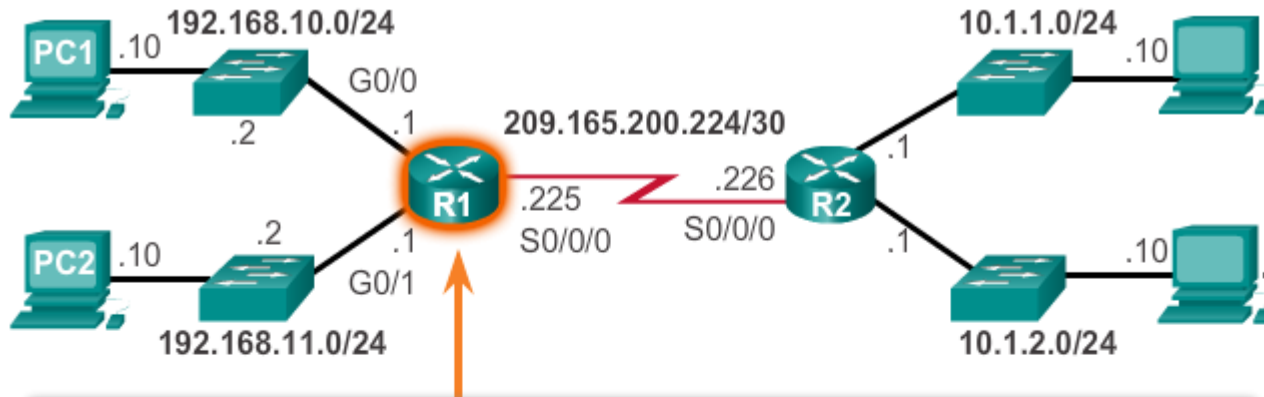 192.168.10.0/24
10.1.1.0/24
PC1
.10
.10
G0/0
.2
.1
209.165.200.224/30
.1
R1
.225
.226
R2
S0/0/0
S0/0/0
PC2
.10
.2
.1
.1
.10
G0/1
192.168.11.0/24
10.1.2.0/24